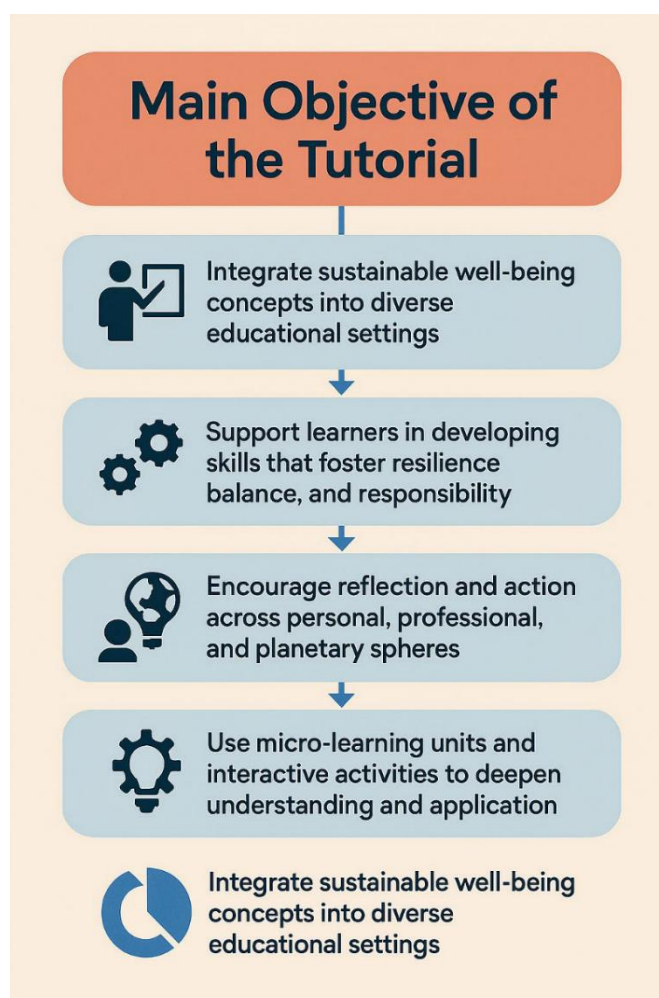 Main Objective of
the Tutorial
Integrate sustainable well-being
concepts into diverse
educational settings
Support learners in developing
skills that foster resilience
balance, and responsibility
Encourage reflection and action
across personal, professional,
and planetary spheres
Use micro-learning units and
interactive activities to deepen
understanding and application
Integrate sustainable well-being
concepts into diverse
educational settings